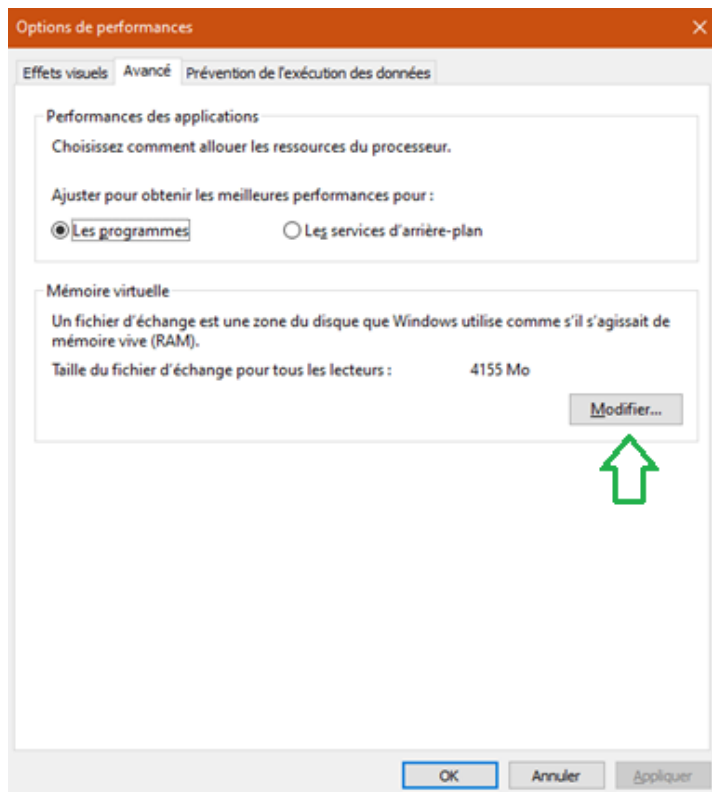 Options de performances
Effets visuels Avancé Prévention de l'exécution des données
Performances des applications
Choisissez comment allouer les ressources du processeur.
Ajuster pour obtenir les meilleures performances pour :
Les programmes Les services d'arrière-plan
Mémoire virtuelle
Un fichier d'échange est une zone du disque que Windows utilise comme s'il s'agissait de
mémoire vive (RAM).
Taille du fichier d'échange pour tous les lecteurs : 4155 Mo
Modifier...
OK Annuler Appliquer